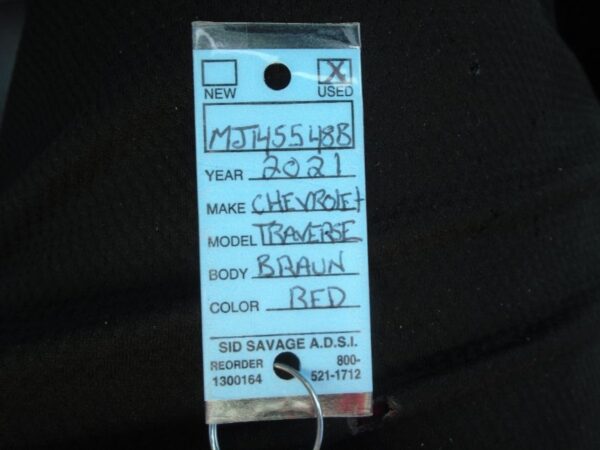 NEW X USED
MJ145548B
YEAR 2021
MAKE CHEVROLET
MODEL TRAVERSE
BODY BRAUN
COLOR RED
SID SAVAGE A.D.S.I.
REORDER 800-
1300164 521-1712